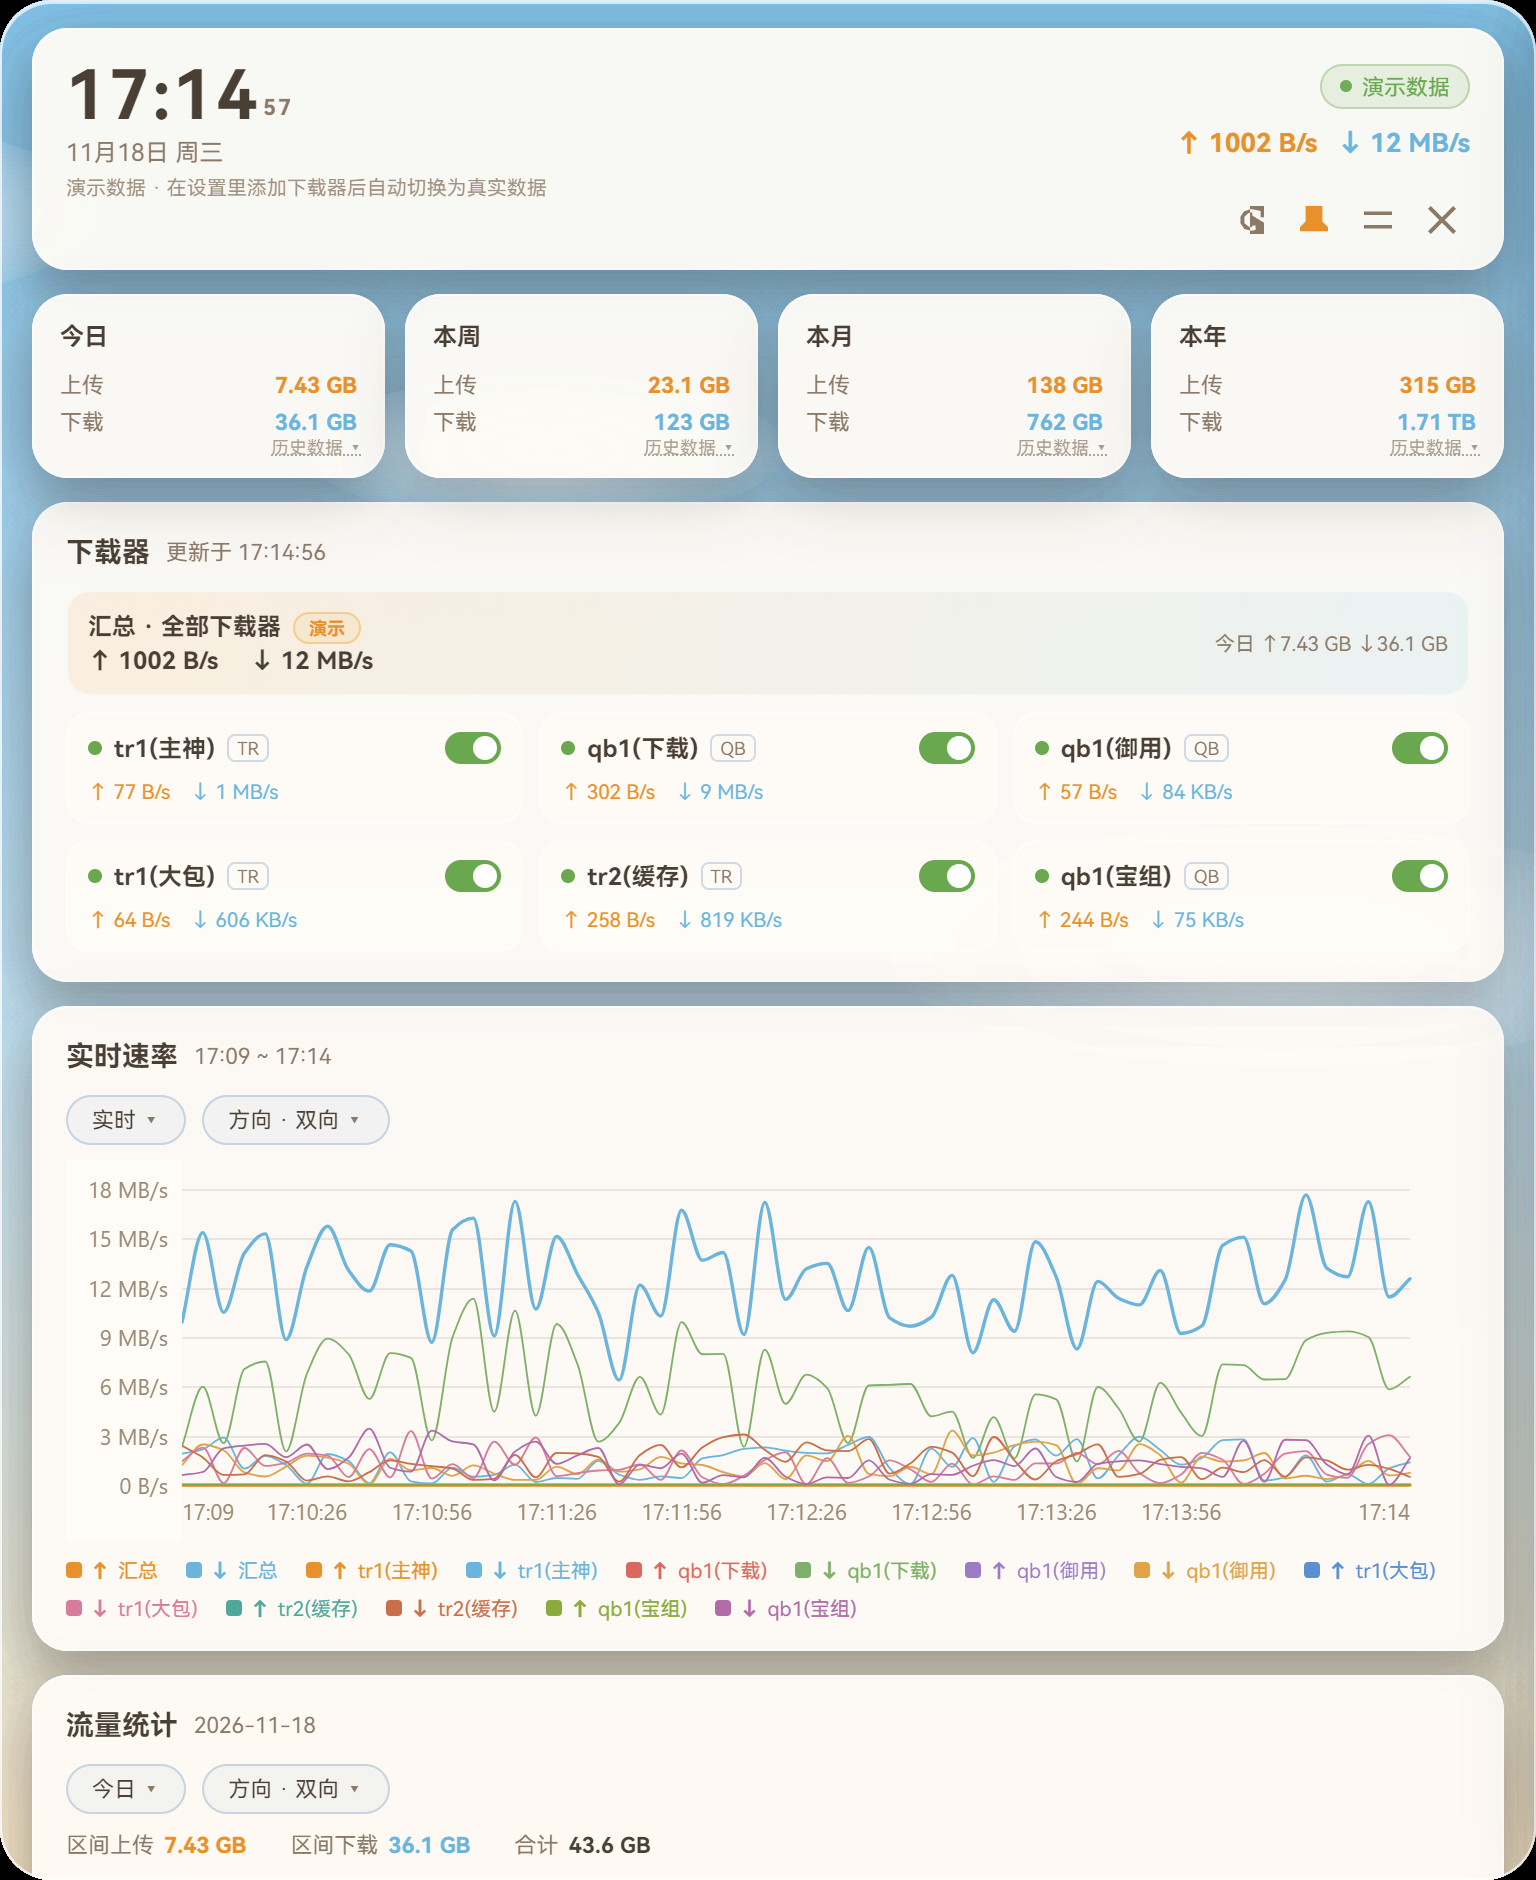 17:14 57
11月18日 周三
演示数据 · 在设置里添加下载器后自动切换为真实数据
演示数据
↑ 1002 B/s ↓ 12 MB/s
今日
上传 7.43 GB
下载 36.1 GB
历史数据 ▾
本周
上传 23.1 GB
下载 123 GB
历史数据 ▾
本月
上传 138 GB
下载 762 GB
历史数据 ▾
本年
上传 315 GB
下载 1.71 TB
历史数据 ▾
下载器 更新于 17:14:56
汇总 · 全部下载器 演示
↑ 1002 B/s ↓ 12 MB/s
今日 ↑7.43 GB ↓36.1 GB
tr1(主神) TR
↑ 77 B/s ↓ 1 MB/s
qb1(下载) QB
↑ 302 B/s ↓ 9 MB/s
qb1(御用) QB
↑ 57 B/s ↓ 84 KB/s
tr1(大包) TR
↑ 64 B/s ↓ 606 KB/s
tr2(缓存) TR
↑ 258 B/s ↓ 819 KB/s
qb1(宝组) QB
↑ 244 B/s ↓ 75 KB/s
实时速率 17:09 ~ 17:14
实时 ▾ 方向 · 双向 ▾
18 MB/s
15 MB/s
12 MB/s
9 MB/s
6 MB/s
3 MB/s
0 B/s
17:09 17:10:26 17:10:56 17:11:26 17:11:56 17:12:26 17:12:56 17:13:26 17:13:56 17:14
↑ 汇总 ↓ 汇总 ↑ tr1(主神) ↓ tr1(主神) ↑ qb1(下载) ↓ qb1(下载) ↑ qb1(御用) ↓ qb1(御用) ↑ tr1(大包)
↓ tr1(大包) ↑ tr2(缓存) ↓ tr2(缓存) ↑ qb1(宝组) ↓ qb1(宝组)
流量统计 2026-11-18
今日 ▾ 方向 · 双向 ▾
区间上传 7.43 GB 区间下载 36.1 GB 合计 43.6 GB